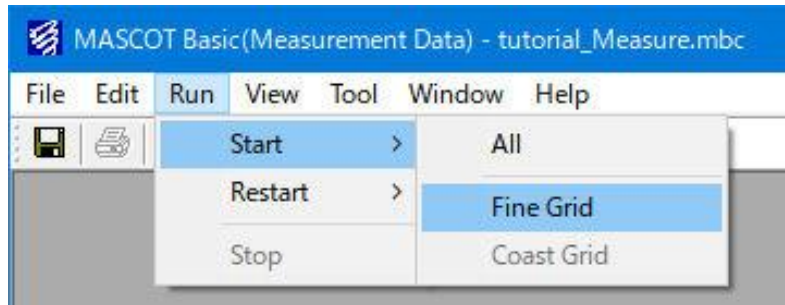 MASCOT Basic(Measurement Data) - tutorial_Measure.mbc
File Edit Run View Tool Window Help
Start > All
Restart > Fine Grid
Stop Coast Grid